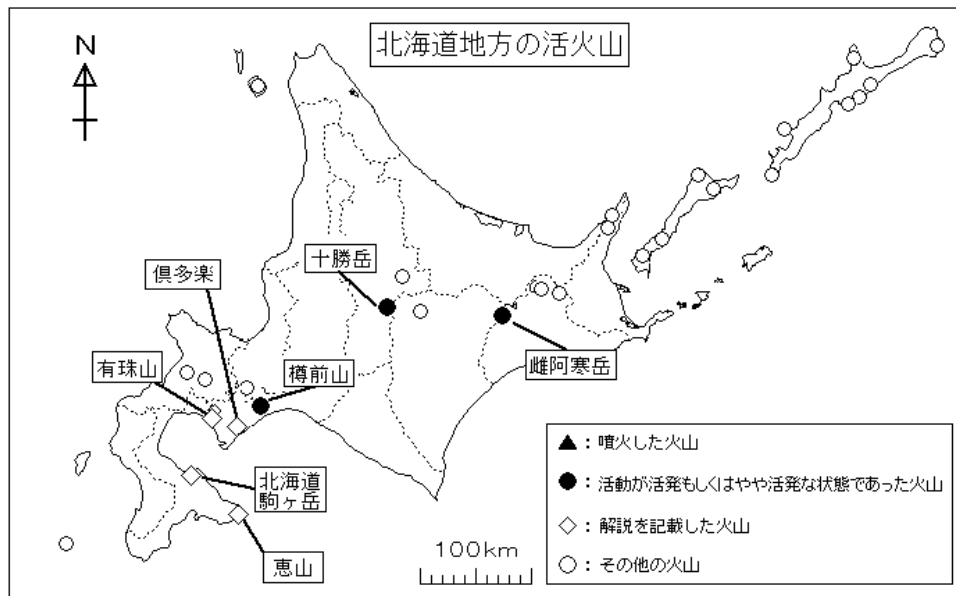 北海道地方の活火山
N
十勝岳
倶多楽
有珠山
樽前山
雌阿寒岳
北海道
駒ヶ岳
恵山
100km
▲：噴火した火山
●：活動が活発もしくはやや活発な状態であった火山
◇：解説を記載した火山
○：その他の火山